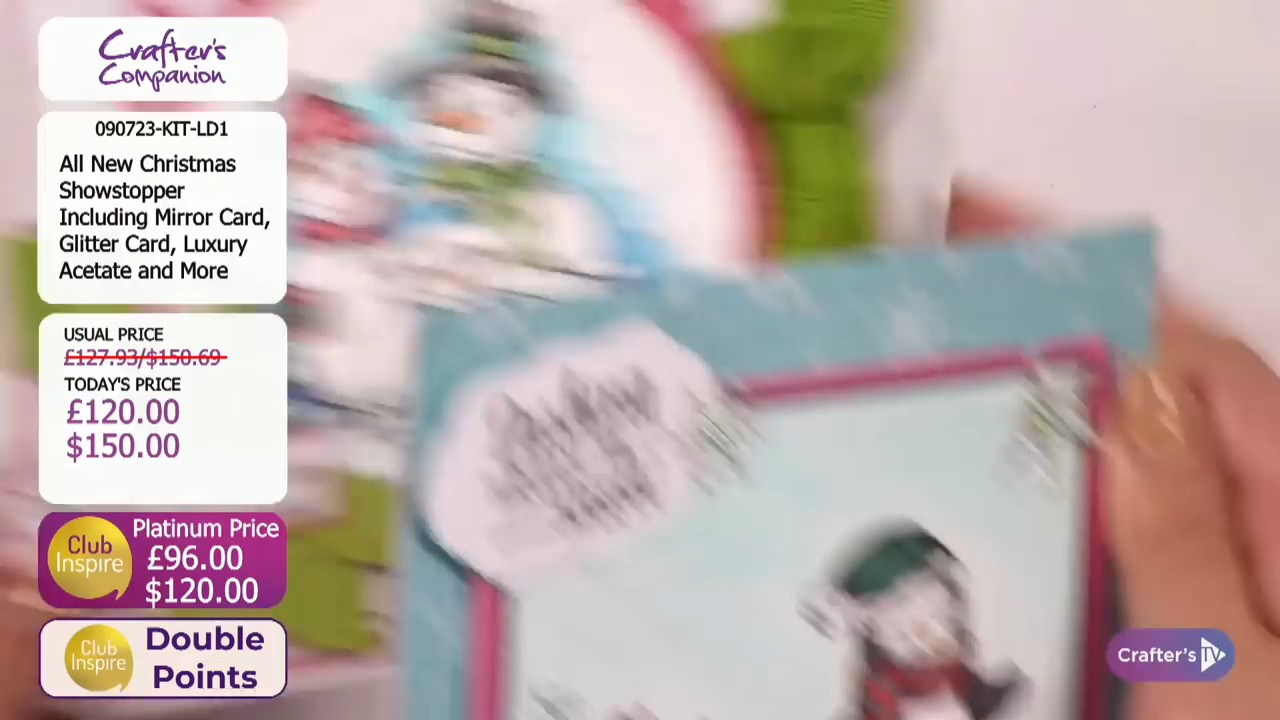 Crafter's
Companion
090723-KIT-LD1
All New Christmas
Showstopper
Including Mirror Card,
Glitter Card, Luxury
Acetate and More
USUAL PRICE
£127.93/$150.69
TODAY'S PRICE
£120.00
$150.00
Club
Inspire
Platinum Price
£96.00
$120.00
Club
Inspire
Double
Points
Crafter's TV